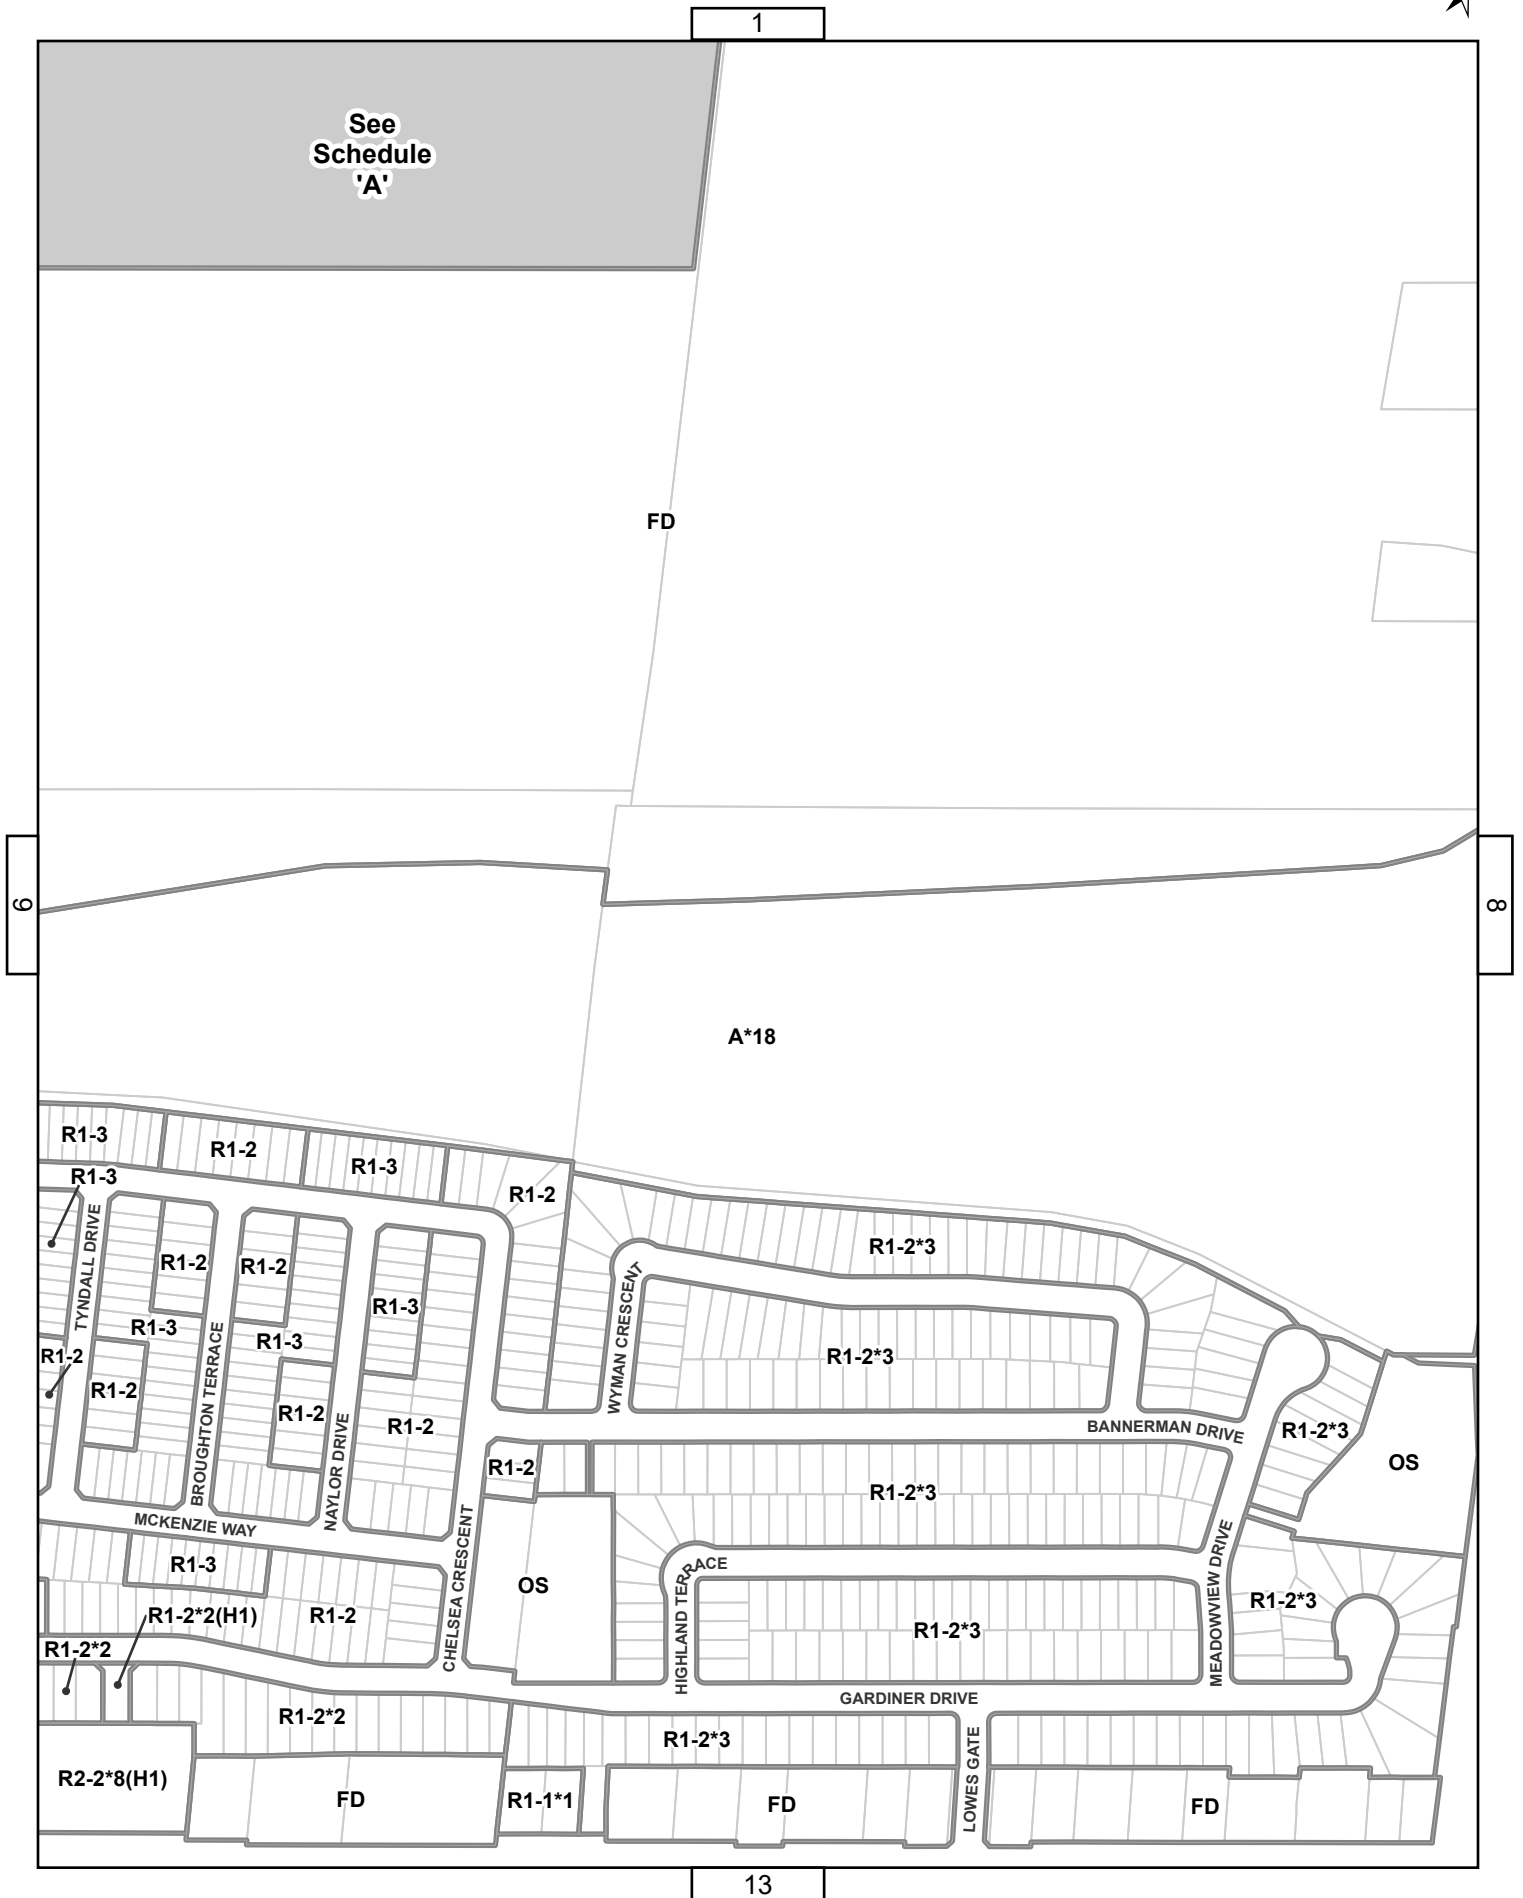 1
See
Schedule
'A'
FD
9
8
A*18
R1-3
R1-2
R1-3
R1-2
R1-3
TYNDALL DRIVE
R1-2
R1-2
R1-3
R1-3
R1-3
R1-2
R1-2
R1-2
R1-2
BROUGHTON TERRACE
NAYLOR DRIVE
WYMAN CRESCENT
R1-2*3
R1-2*3
BANNERMAN DRIVE
R1-2*3
OS
R1-2
R1-2*3
MCKENZIE WAY
CHELSEA CRESCENT
R1-3
OS
HIGHLAND TERRACE
MEADOWVIEW DRIVE
R1-2*3
R1-2*2(H1)
R1-2
R1-2*3
R1-2*2
GARDINER DRIVE
R1-2*2
R1-2*3
LOWES GATE
R2-2*8(H1)
FD
R1-1*1
FD
FD
13